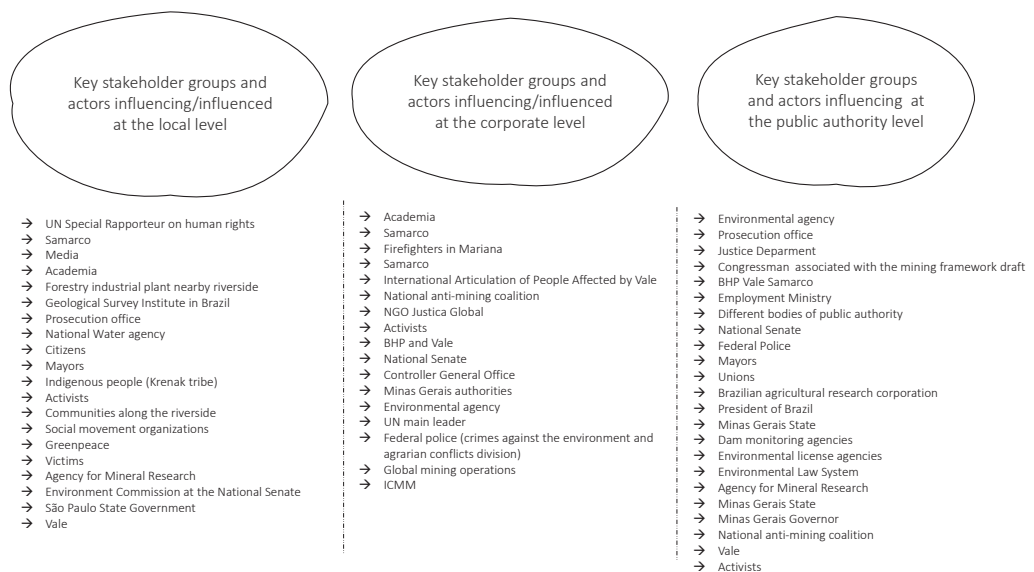 Key stakeholder groups and
actors influencing/influenced
at the local level
→ UN Special Rapporteur on human rights
→ Samarco
→ Media
→ Academia
→ Forestry industrial plant nearby riverside
→ Geological Survey Institute in Brazil
→ Prosecution office
→ National Water agency
→ Citizens
→ Mayors
→ Indigenous people (Krenak tribe)
→ Activists
→ Communities along the riverside
→ Social movement organizations
→ Greenpeace
→ Victims
→ Agency for Mineral Research
→ Environment Commission at the National Senate
→ São Paulo State Government
→ Vale
Key stakeholder groups and
actors influencing/influenced
at the corporate level
→ Academia
→ Samarco
→ Firefighters in Mariana
→ Samarco
→ International Articulation of People Affected by Vale
→ National anti-mining coalition
→ NGO Justica Global
→ Activists
→ BHP and Vale
→ National Senate
→ Controller General Office
→ Minas Gerais authorities
→ Environmental agency
→ UN main leader
→ Federal police (crimes against the environment and
agrarian conflicts division)
→ Global mining operations
→ ICMM
Key stakeholder groups
and actors influencing at
the public authority level
→ Environmental agency
→ Prosecution office
→ Justice Deparment
→ Congressman associated with the mining framework draft
→ BHP Vale Samarco
→ Employment Ministry
→ Different bodies of public authority
→ National Senate
→ Federal Police
→ Mayors
→ Unions
→ Brazilian agricultural research corporation
→ President of Brazil
→ Minas Gerais State
→ Dam monitoring agencies
→ Environmental license agencies
→ Environmental Law System
→ Agency for Mineral Research
→ Minas Gerais State
→ Minas Gerais Governor
→ National anti-mining coalition
→ Vale
→ Activists